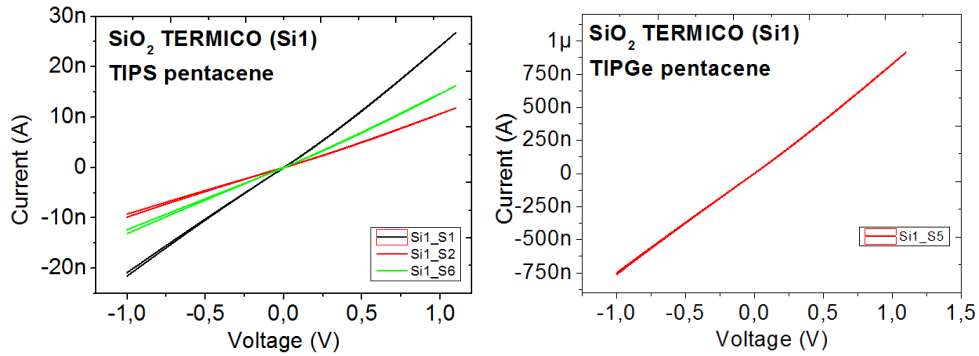 SiO₂ TERMICO (Si1)
TIPS pentacene
30n
20n
10n
0
-10n
-20n
Current (A)
-1,0
-0,5
0,0
0,5
1,0
Voltage (V)
Si1_S1
Si1_S2
Si1_S6
SiO₂ TERMICO (Si1)
TIPGe pentacene
1µ
750n
500n
250n
0
-250n
-500n
-750n
Current (A)
-1,0
-0,5
0,0
0,5
1,0
1,5
Voltage (V)
Si1_S5